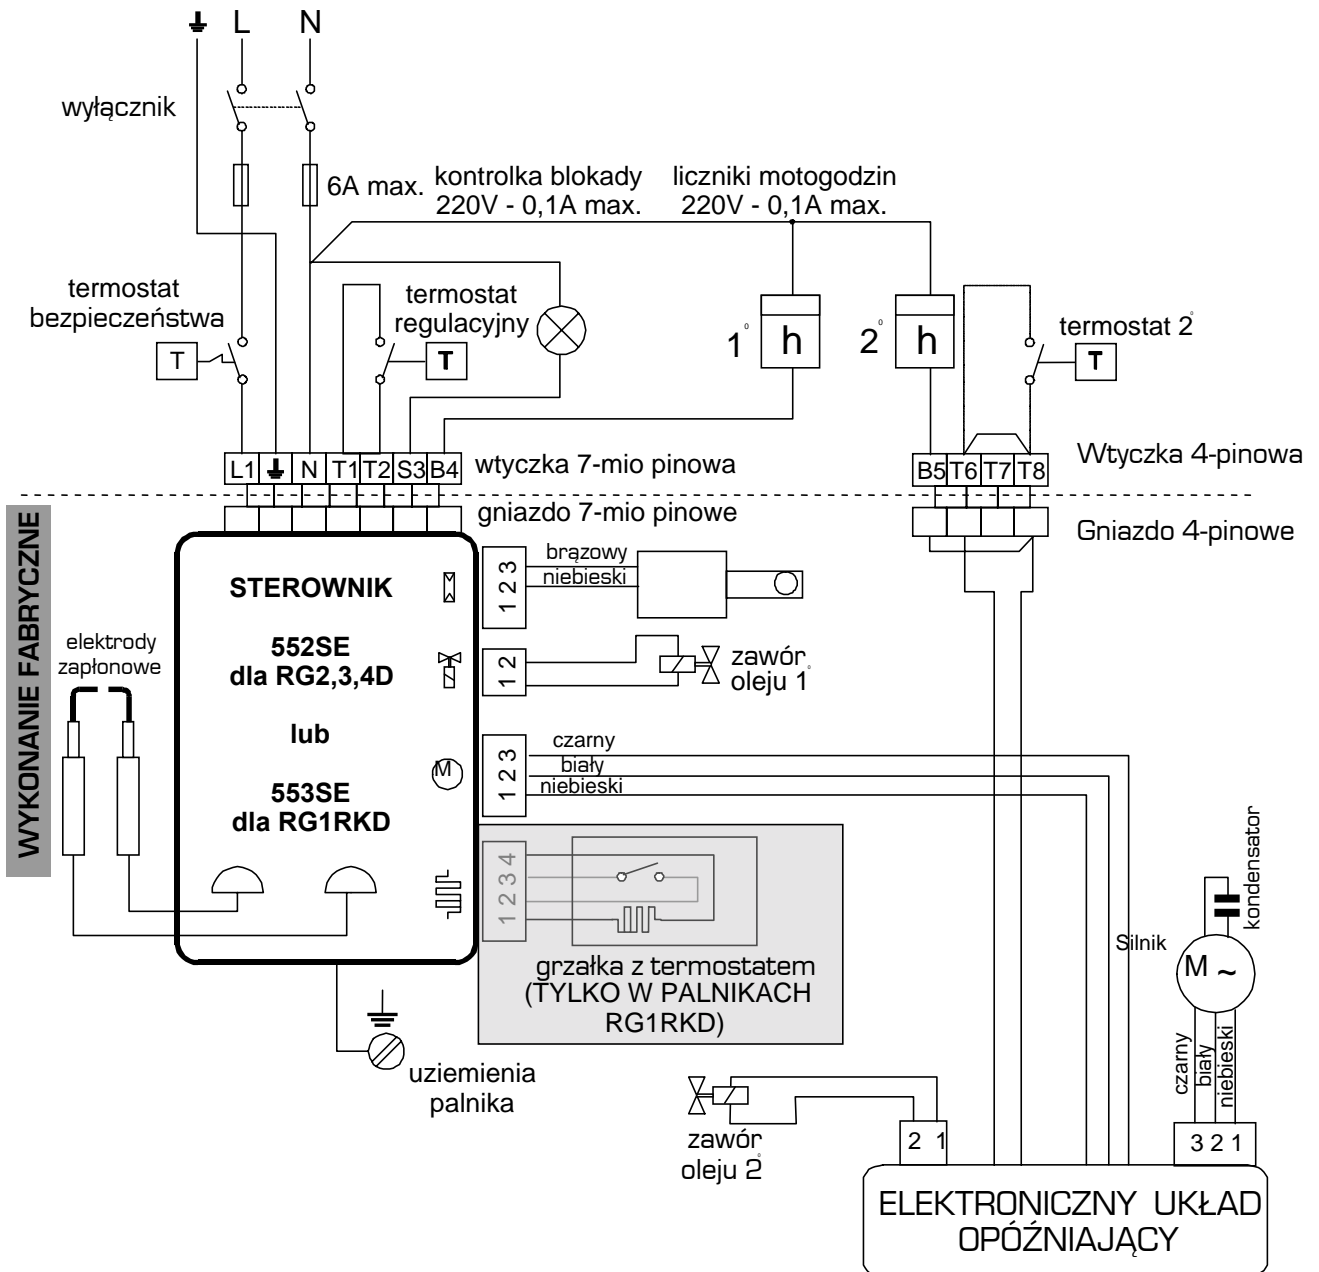 L N
wyłącznik
6A max.
kontrolka blokady
220V - 0,1A max.
liczniki motogodzin
220V - 0,1A max.
termostat
bezpieczeństwa
T
termostat
regulacyjny
T
1° h
2° h
termostat 2°
T
L1 N T1 T2 S3 B4
wtyczka 7-mio pinowa
B5 T6 T7 T8
Wtyczka 4-pinowa
gniazdo 7-mio pinowe
Gniazdo 4-pinowe
WYKONANIE FABRYCZNE
STEROWNIK
552SE
dla RG2,3,4D
lub
553SE
dla RG1RKD
elektrody
zapłonowe
1 2 3
brązowy
niebieski
1 2
zawór
oleju 1°
M
1 2 3
czarny
biały
niebieski
1 2 3 4
grzałka z termostatem
(TYLKO W PALNIKACH
RG1RKD)
uziemienia
palnika
kondensator
Silnik
M ~
czarny
biały
niebieski
zawór
oleju 2°
2 1
3 2 1
ELEKTRONICZNY UKŁAD
OPÓŹNIAJĄCY